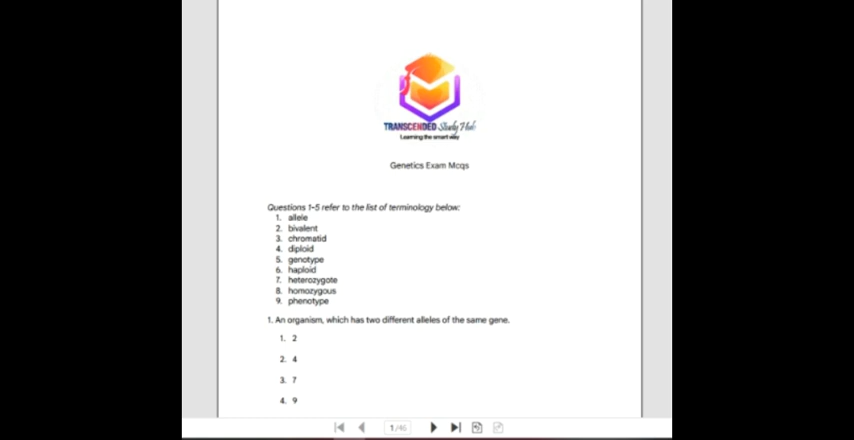 TRANSCENDED Study Hub
Learning the smart way
Genetics Exam Mcqs
Questions 1-5 refer to the list of terminology below:
1. allele
2. bivalent
3. chromatid
4. diploid
5. genotype
6. haploid
7. heterozygote
8. homozygous
9. phenotype
1. An organism, which has two different alleles of the same gene.
1. 2
2. 4
3. 7
4. 9
1/46